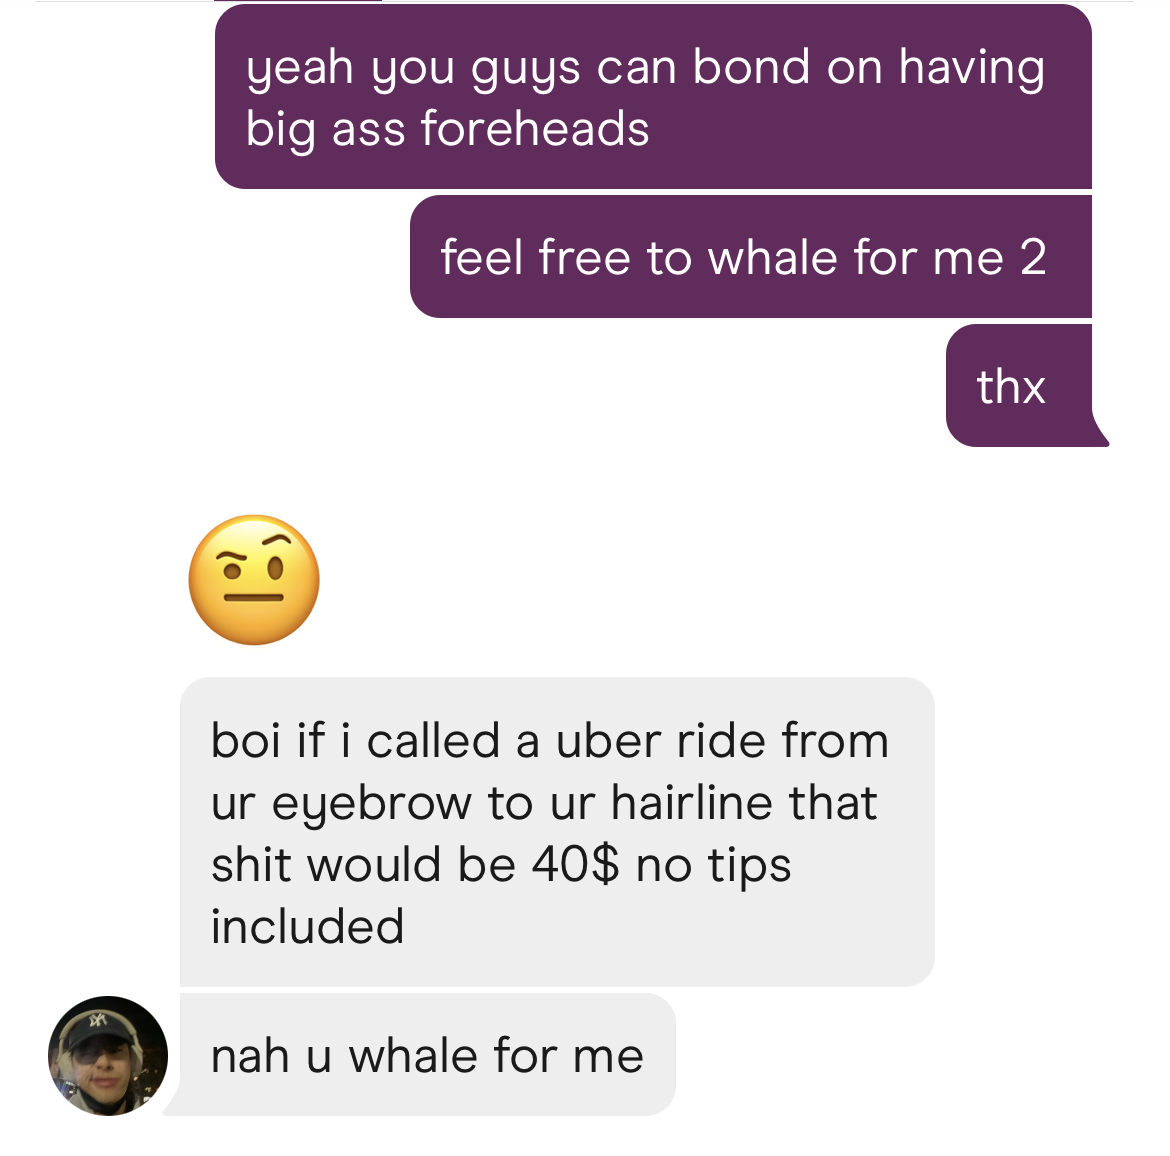 yeah you guys can bond on having
big ass foreheads
feel free to whale for me 2
thx
boi if i called a uber ride from
ur eyebrow to ur hairline that
shit would be 40$ no tips
included
nah u whale for me